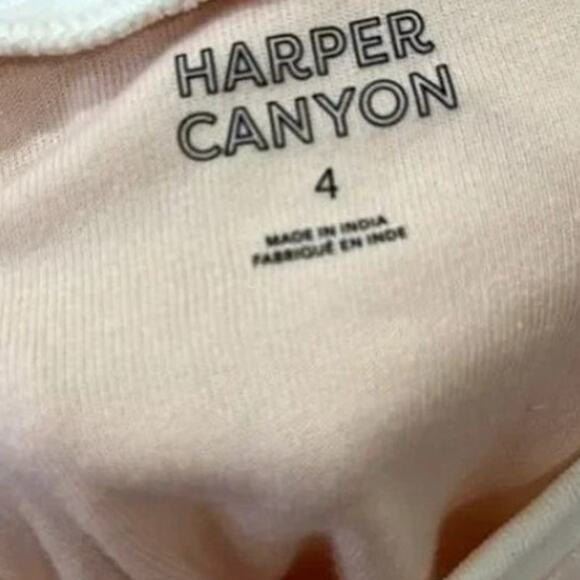 HARPER
CANYON
4
MADE IN INDIA
FABRIQUÉ EN INDE